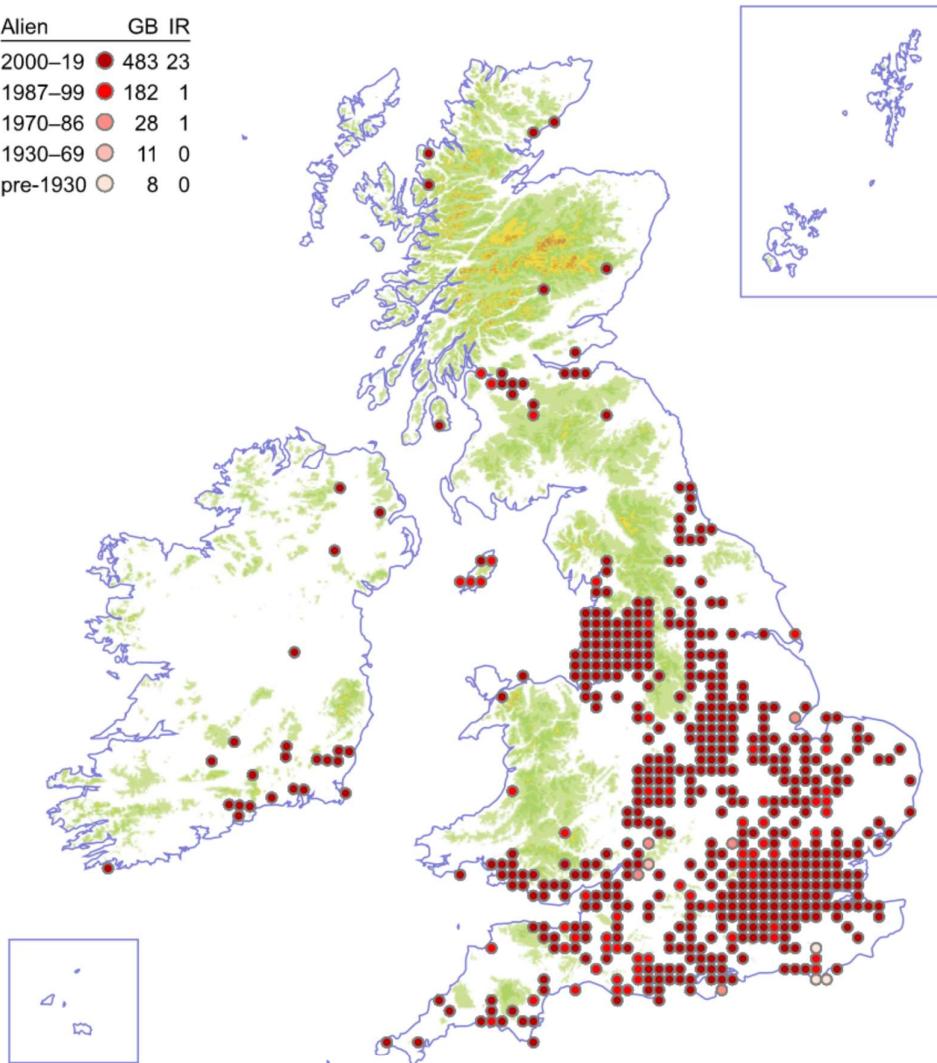 Alien GB IR
2000–19 483 23
1987–99 182 1
1970–86 28 1
1930–69 11 0
pre-1930 8 0